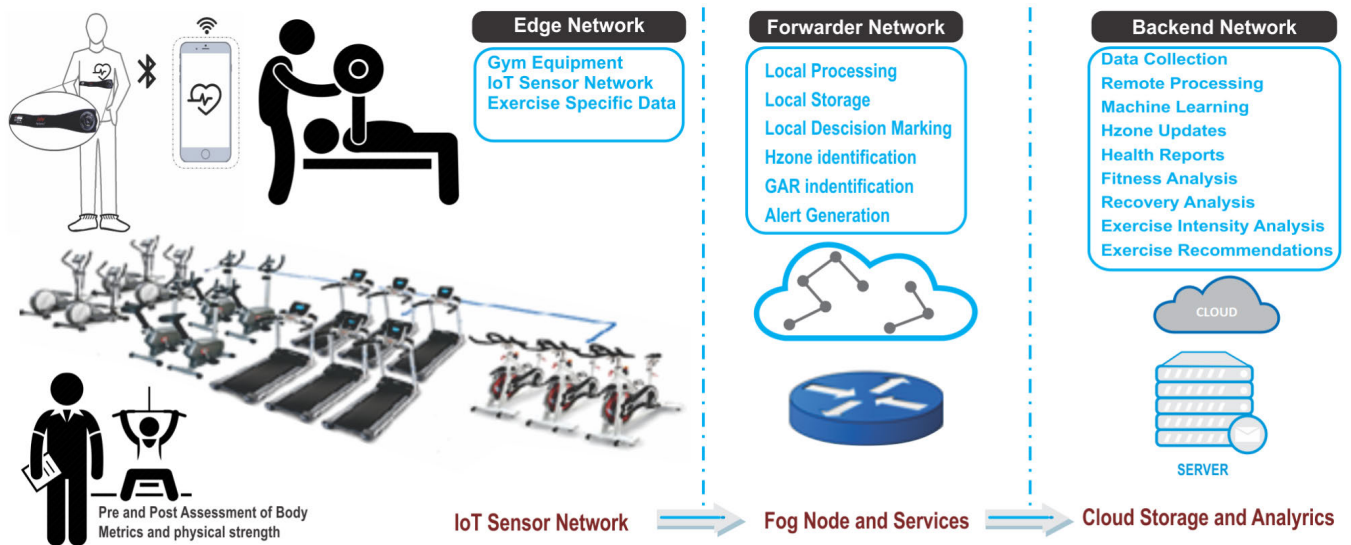 Edge Network
Gym Equipment
IoT Sensor Network
Exercise Specific Data
Forwarder Network
Local Processing
Local Storage
Local Descision Marking
Hzone identification
GAR indentification
Alert Generation
Backend Network
Data Collection
Remote Processing
Machine Learning
Hzone Updates
Health Reports
Fitness Analysis
Recovery Analysis
Exercise Intensity Analysis
Exercise Recommendations
CLOUD
SERVER
Pre and Post Assessment of Body
Metrics and physical strength
IoT Sensor Network
Fog Node and Services
Cloud Storage and Analyrics